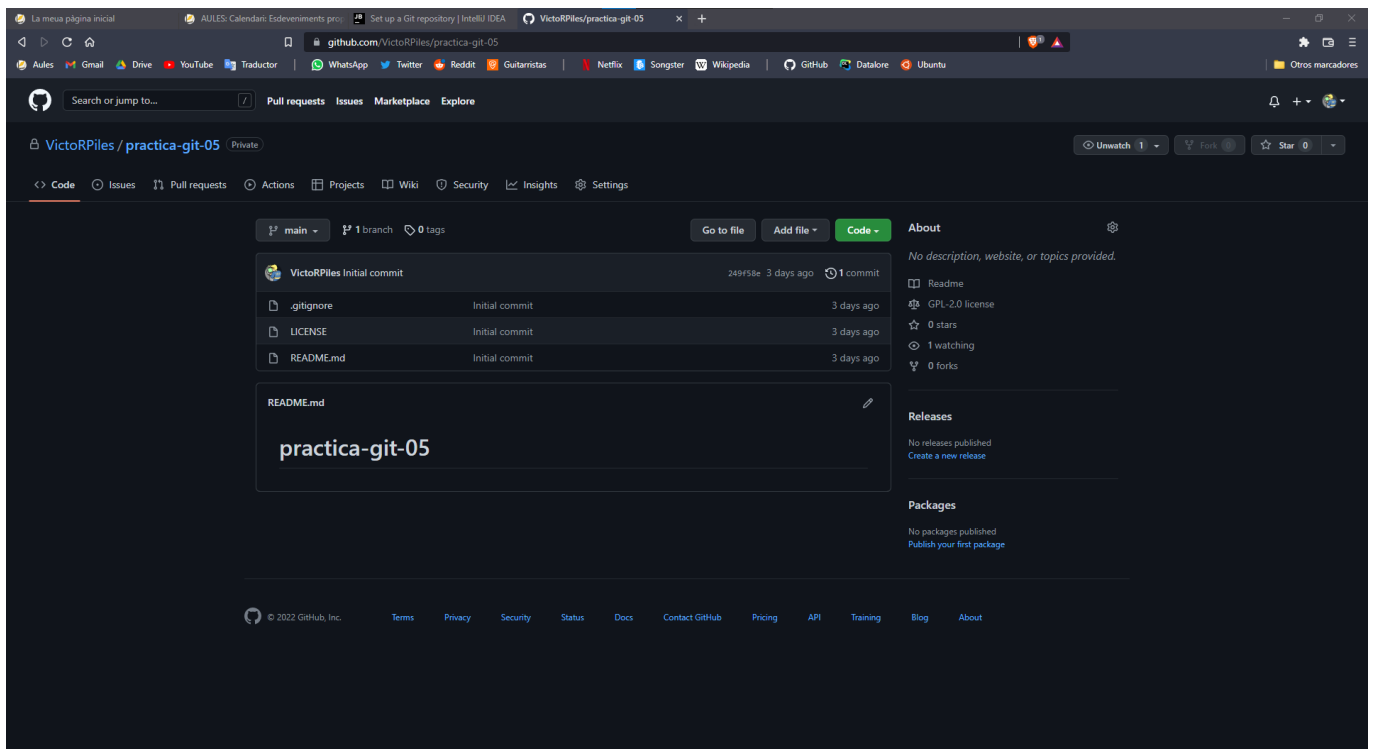 La meua pàgina inicial AULES: Calendari: Esdeveniments prop Set up a Git repository | IntelliJ IDEA VictoRPiles/practica-git-05
github.com/VictoRPiles/practica-git-05
Aules Gmail Drive YouTube Traductor WhatsApp Twitter Reddit Guitarristas Netflix Songster Wikipedia GitHub Datalore Ubuntu Otros marcadores
Search or jump to... / Pull requests Issues Marketplace Explore
VictoRPiles / practica-git-05 Private Unwatch 1 Fork 0 Star 0
Code Issues Pull requests Actions Projects Wiki Security Insights Settings
main 1 branch 0 tags Go to file Add file Code
VictoRPiles Initial commit 249f58e 3 days ago 1 commit
.gitignore Initial commit 3 days ago
LICENSE Initial commit 3 days ago
README.md Initial commit 3 days ago
README.md
practica-git-05
About
No description, website, or topics provided.
Readme
GPL-2.0 license
0 stars
1 watching
0 forks
Releases
No releases published
Create a new release
Packages
No packages published
Publish your first package
© 2022 GitHub, Inc. Terms Privacy Security Status Docs Contact GitHub Pricing API Training Blog About